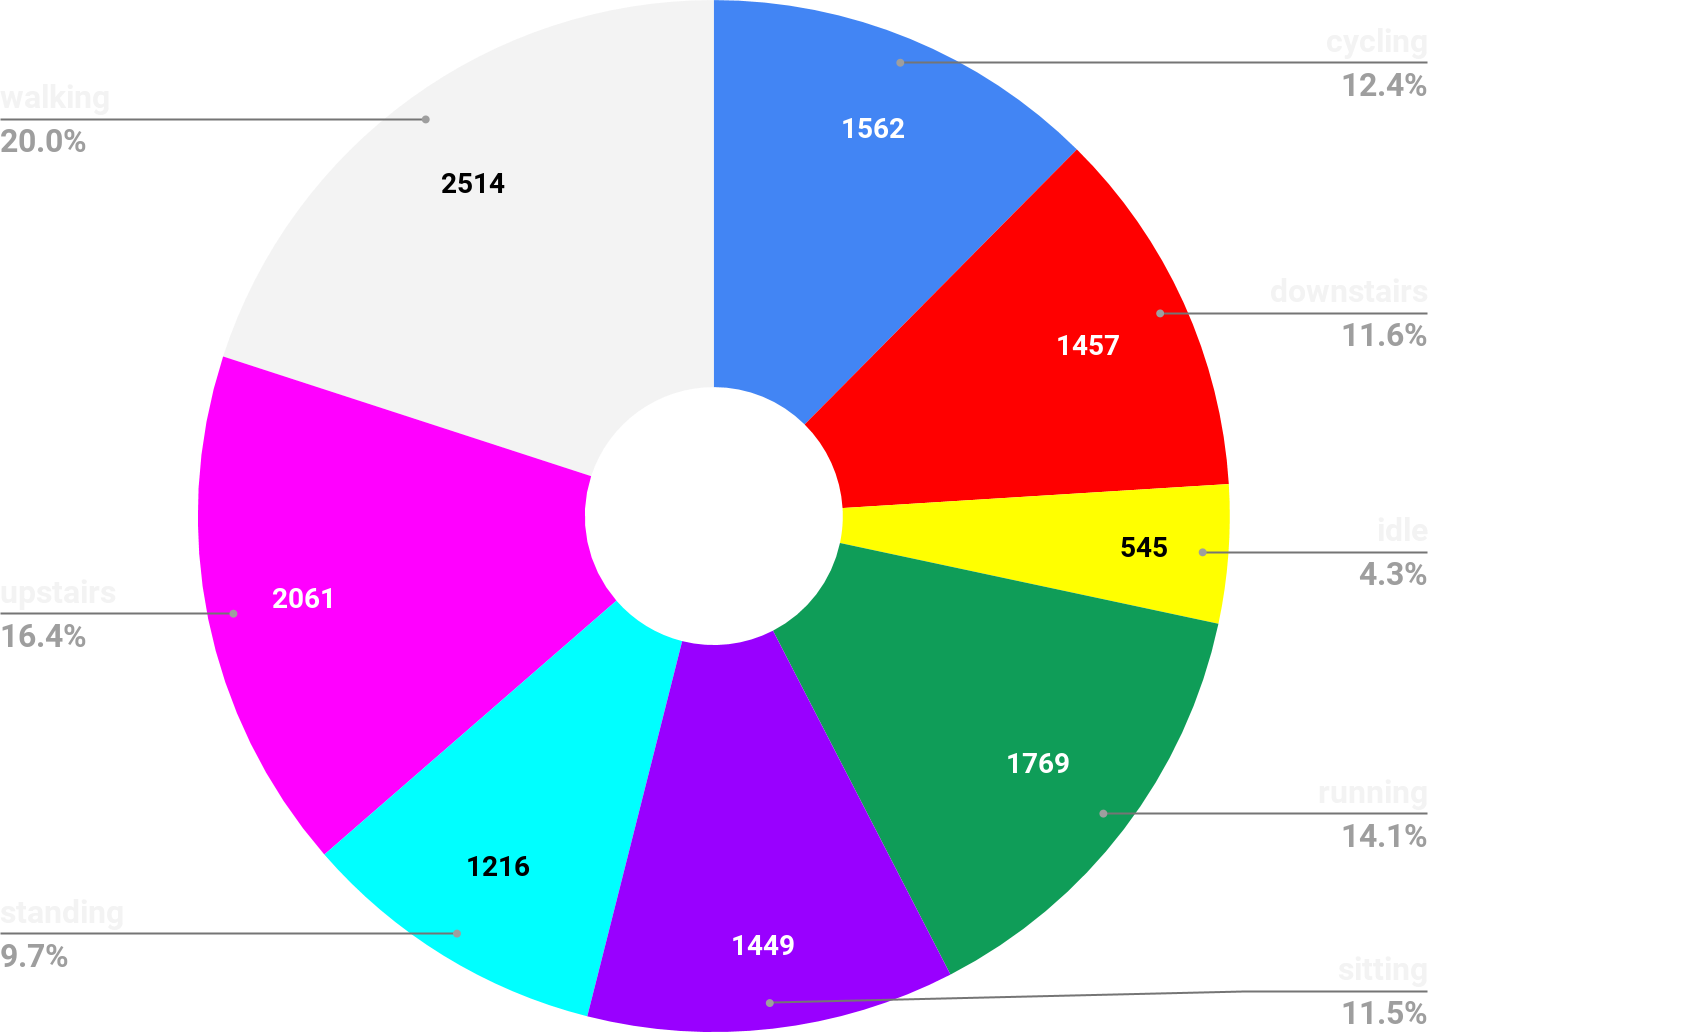 cycling
12.4%
1562
walking
20.0%
2514
downstairs
11.6%
1457
idle
4.3%
545
upstairs
16.4%
2061
running
14.1%
1769
standing
9.7%
1216
sitting
11.5%
1449